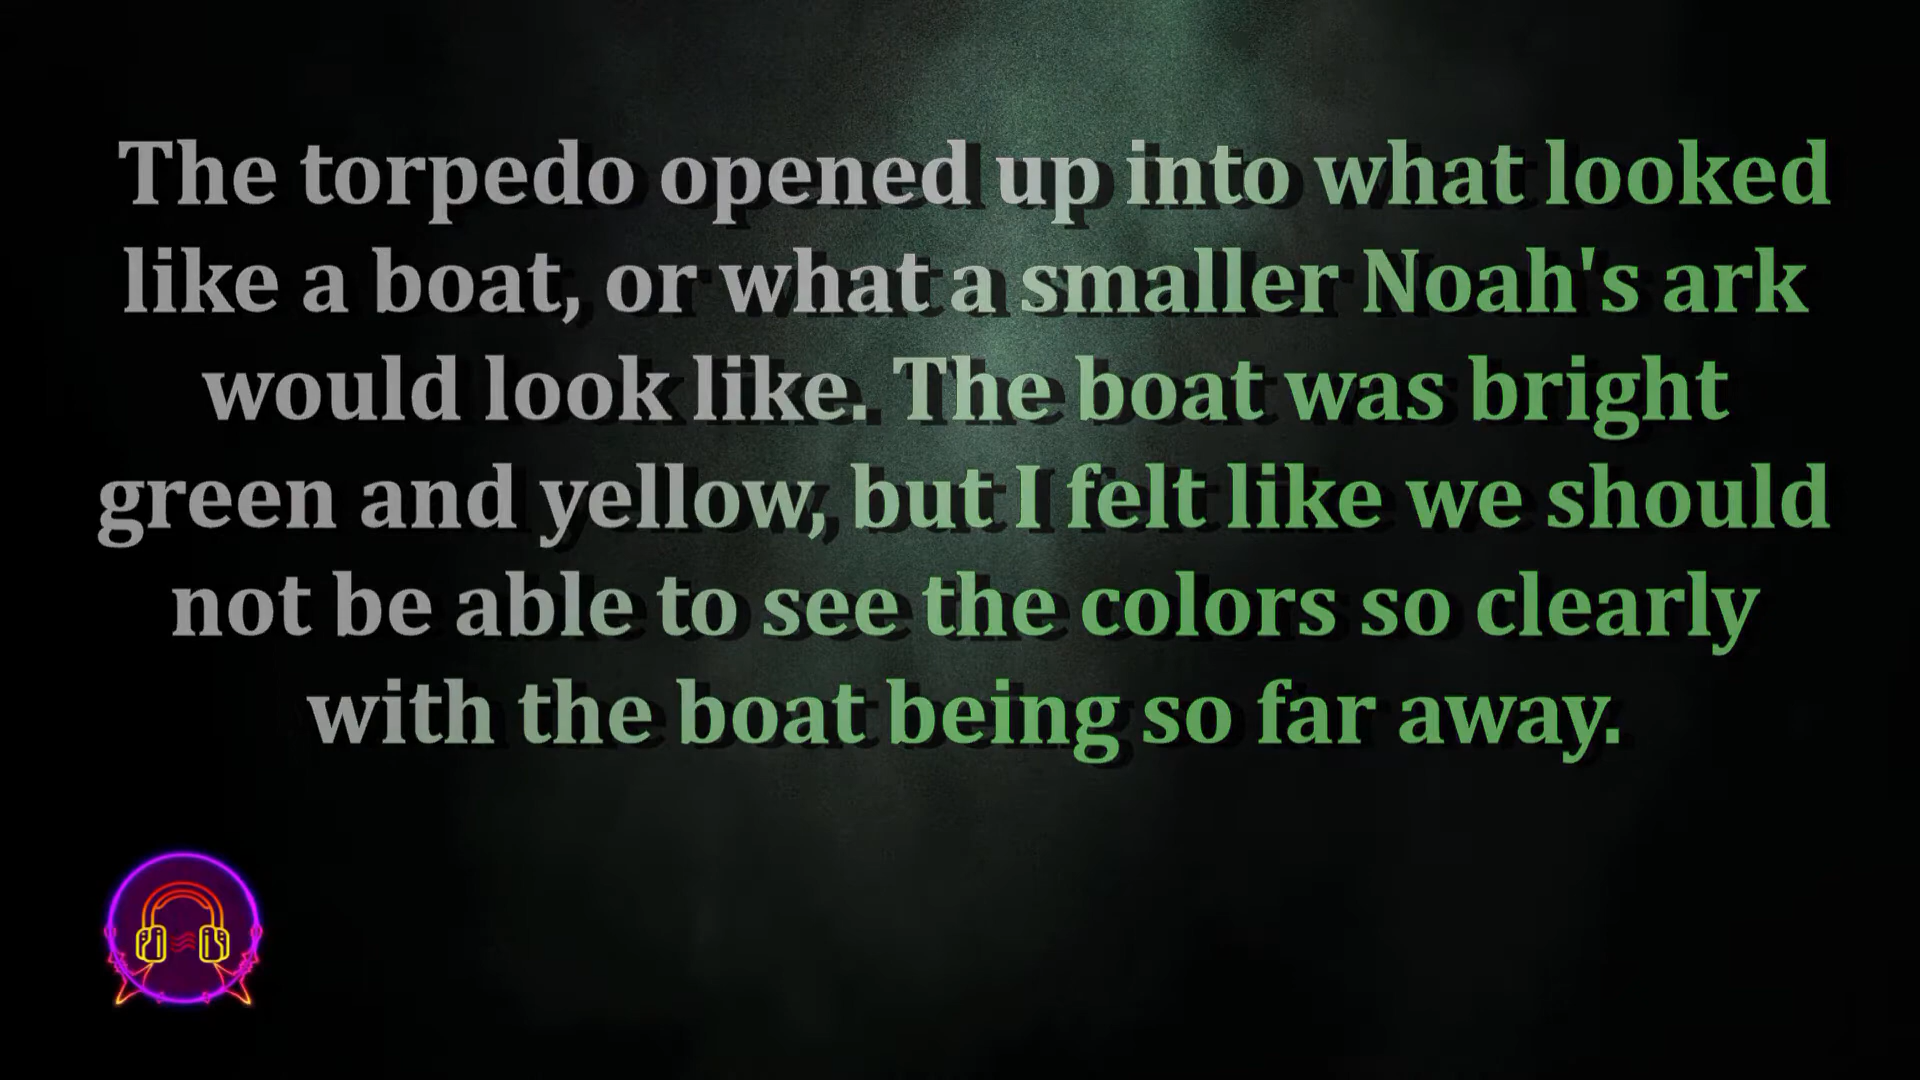 The torpedo opened up into what looked
like a boat, or what a smaller Noah's ark
would look like. The boat was bright
green and yellow, but I felt like we should
not be able to see the colors so clearly
with the boat being so far away.